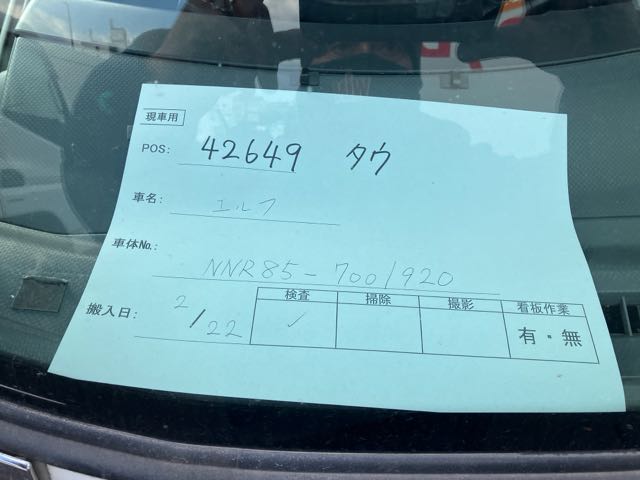 現車用
POS: 42649 タウ
車名: エルフ
車体No.: NNR85-7001920
搬入日: 2/22
検査 掃除 撮影 看板作業
✓ 有・無